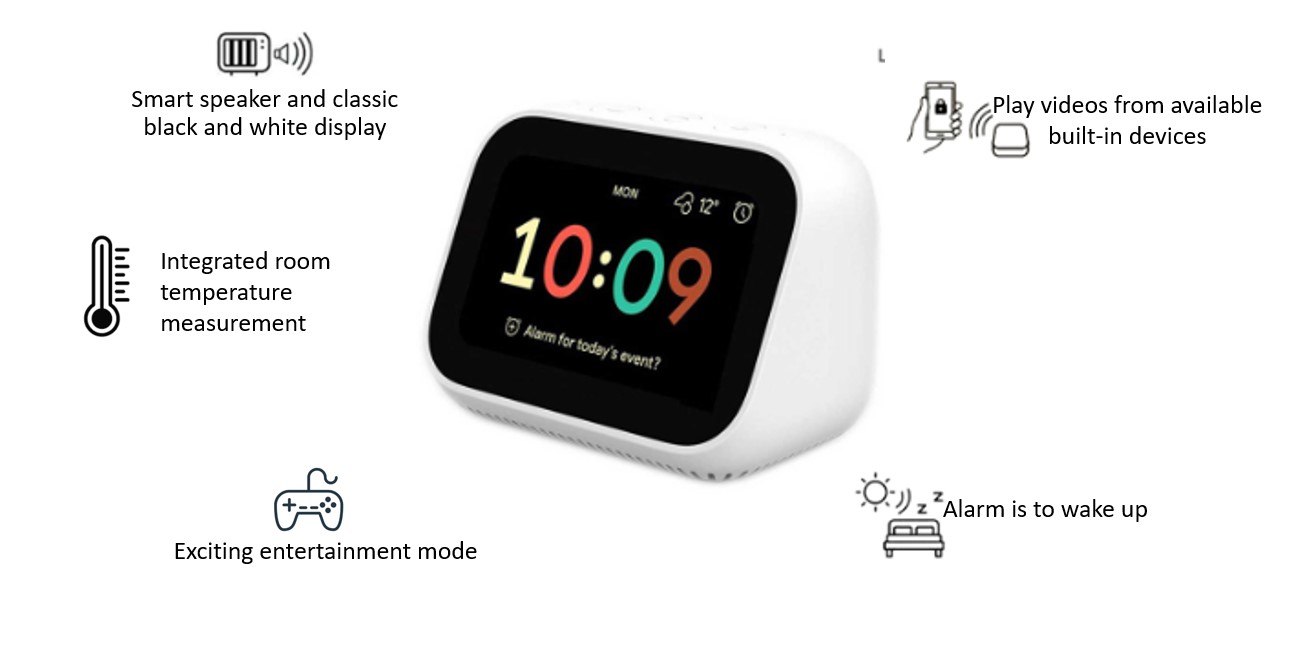 Smart speaker and classic
black and white display
L
Play videos from available
built-in devices
MON
12°
10:09
Alarm for today's event?
Integrated room
temperature
measurement
z z
Alarm is to wake up
Exciting entertainment mode